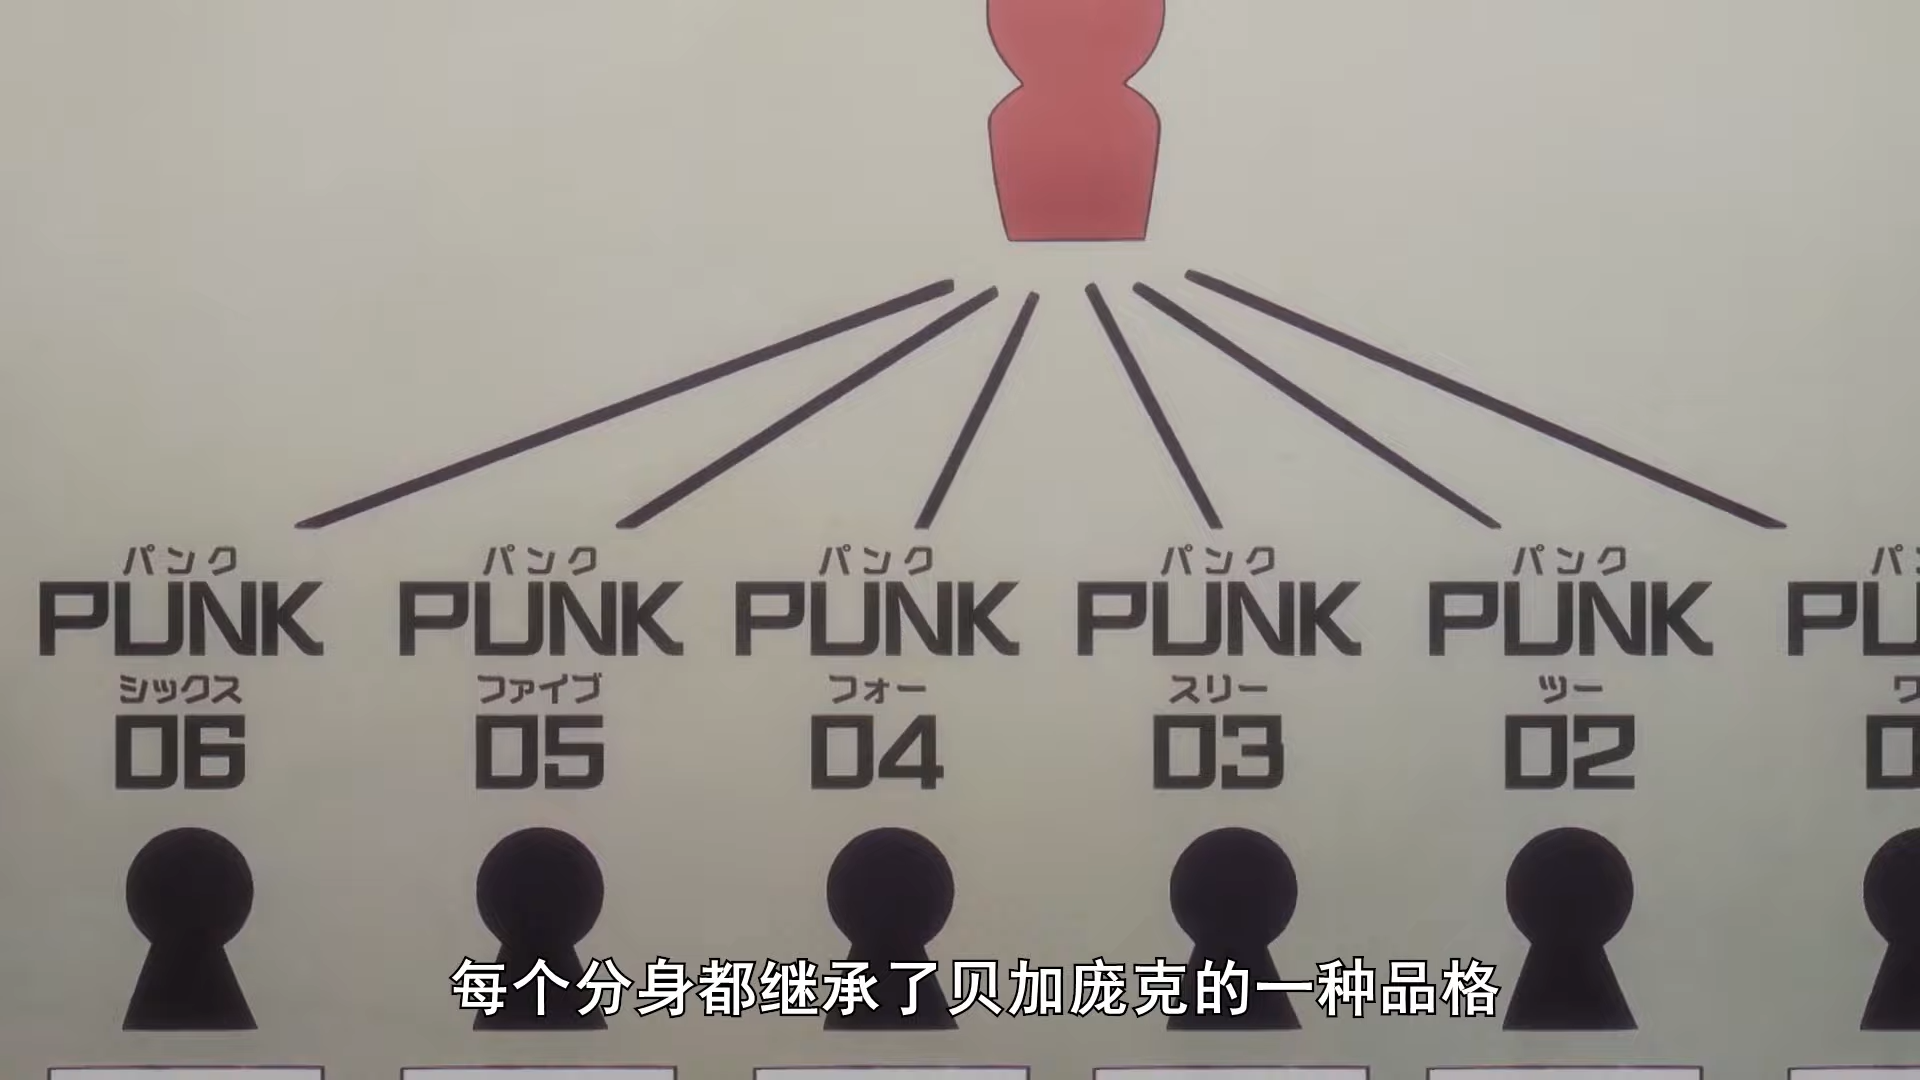 パンク パンク パンク パンク パンク
PUNK PUNK PUNK PUNK PUNK PU
シックス ファイブ フォー スリー ツー ワ
06 05 04 03 02 0
每个分身都继承了贝加庞克的一种品格